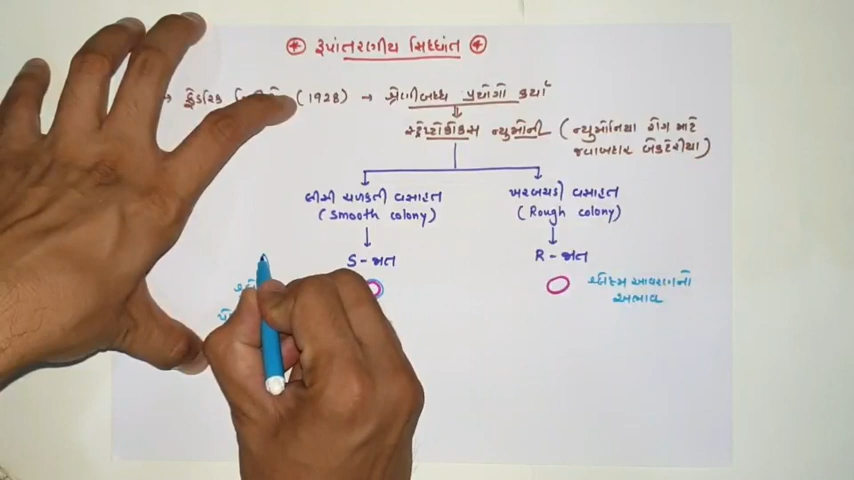 રૂપાંતરણીય સિદ્ધાંત
→ ફ્રેડરિક (1928) → શ્રેણીબધ્ધ પ્રયોગો કર્યા
સ્ટ્રેપ્ટોકોકસ ન્યુમોની (ન્યુમોનિયા રોગ માટે
જવાબદાર બેક્ટેરીયા)
લીસી ચળકતી વસાહત
(Smooth colony)
ખરબચડી વસાહત
(Rough colony)
S-જાત
R-જાત
શ્લેષ્મ આવરણનો
અભાવ